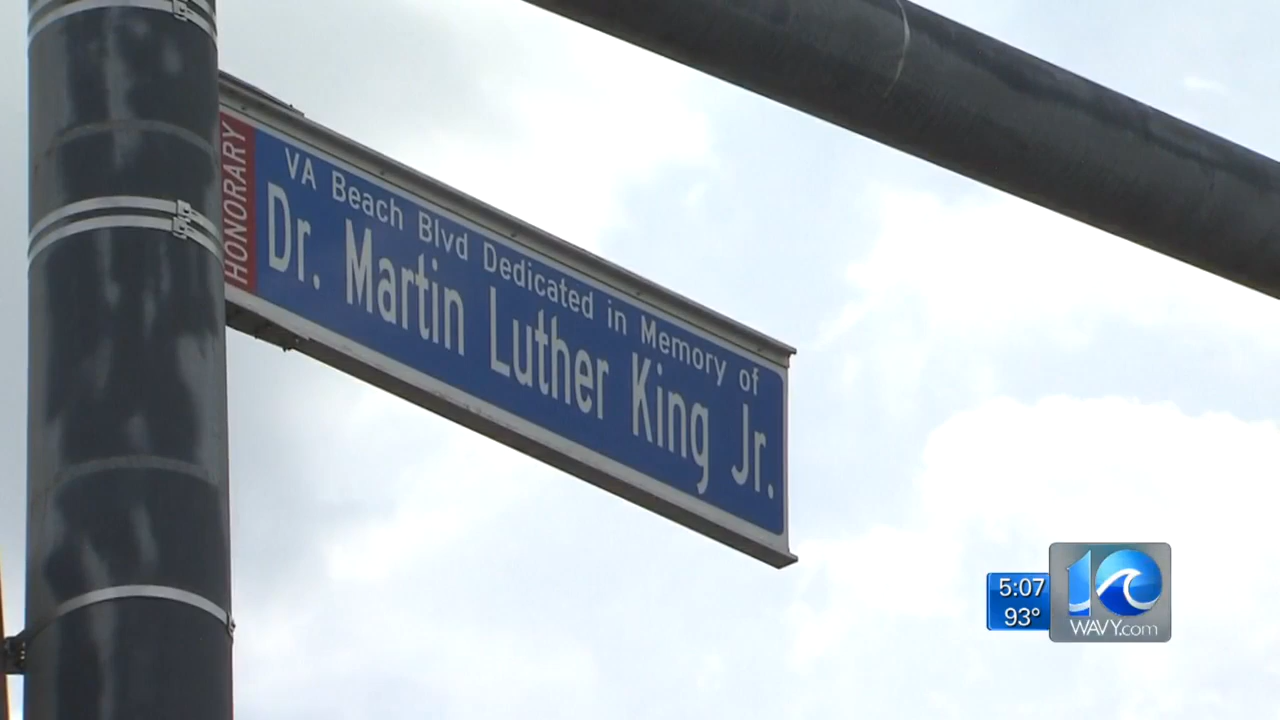 HONORARY
VA Beach Blvd Dedicated in Memory of
Dr. Martin Luther King Jr.
5:07
93°
10
WAVY.com